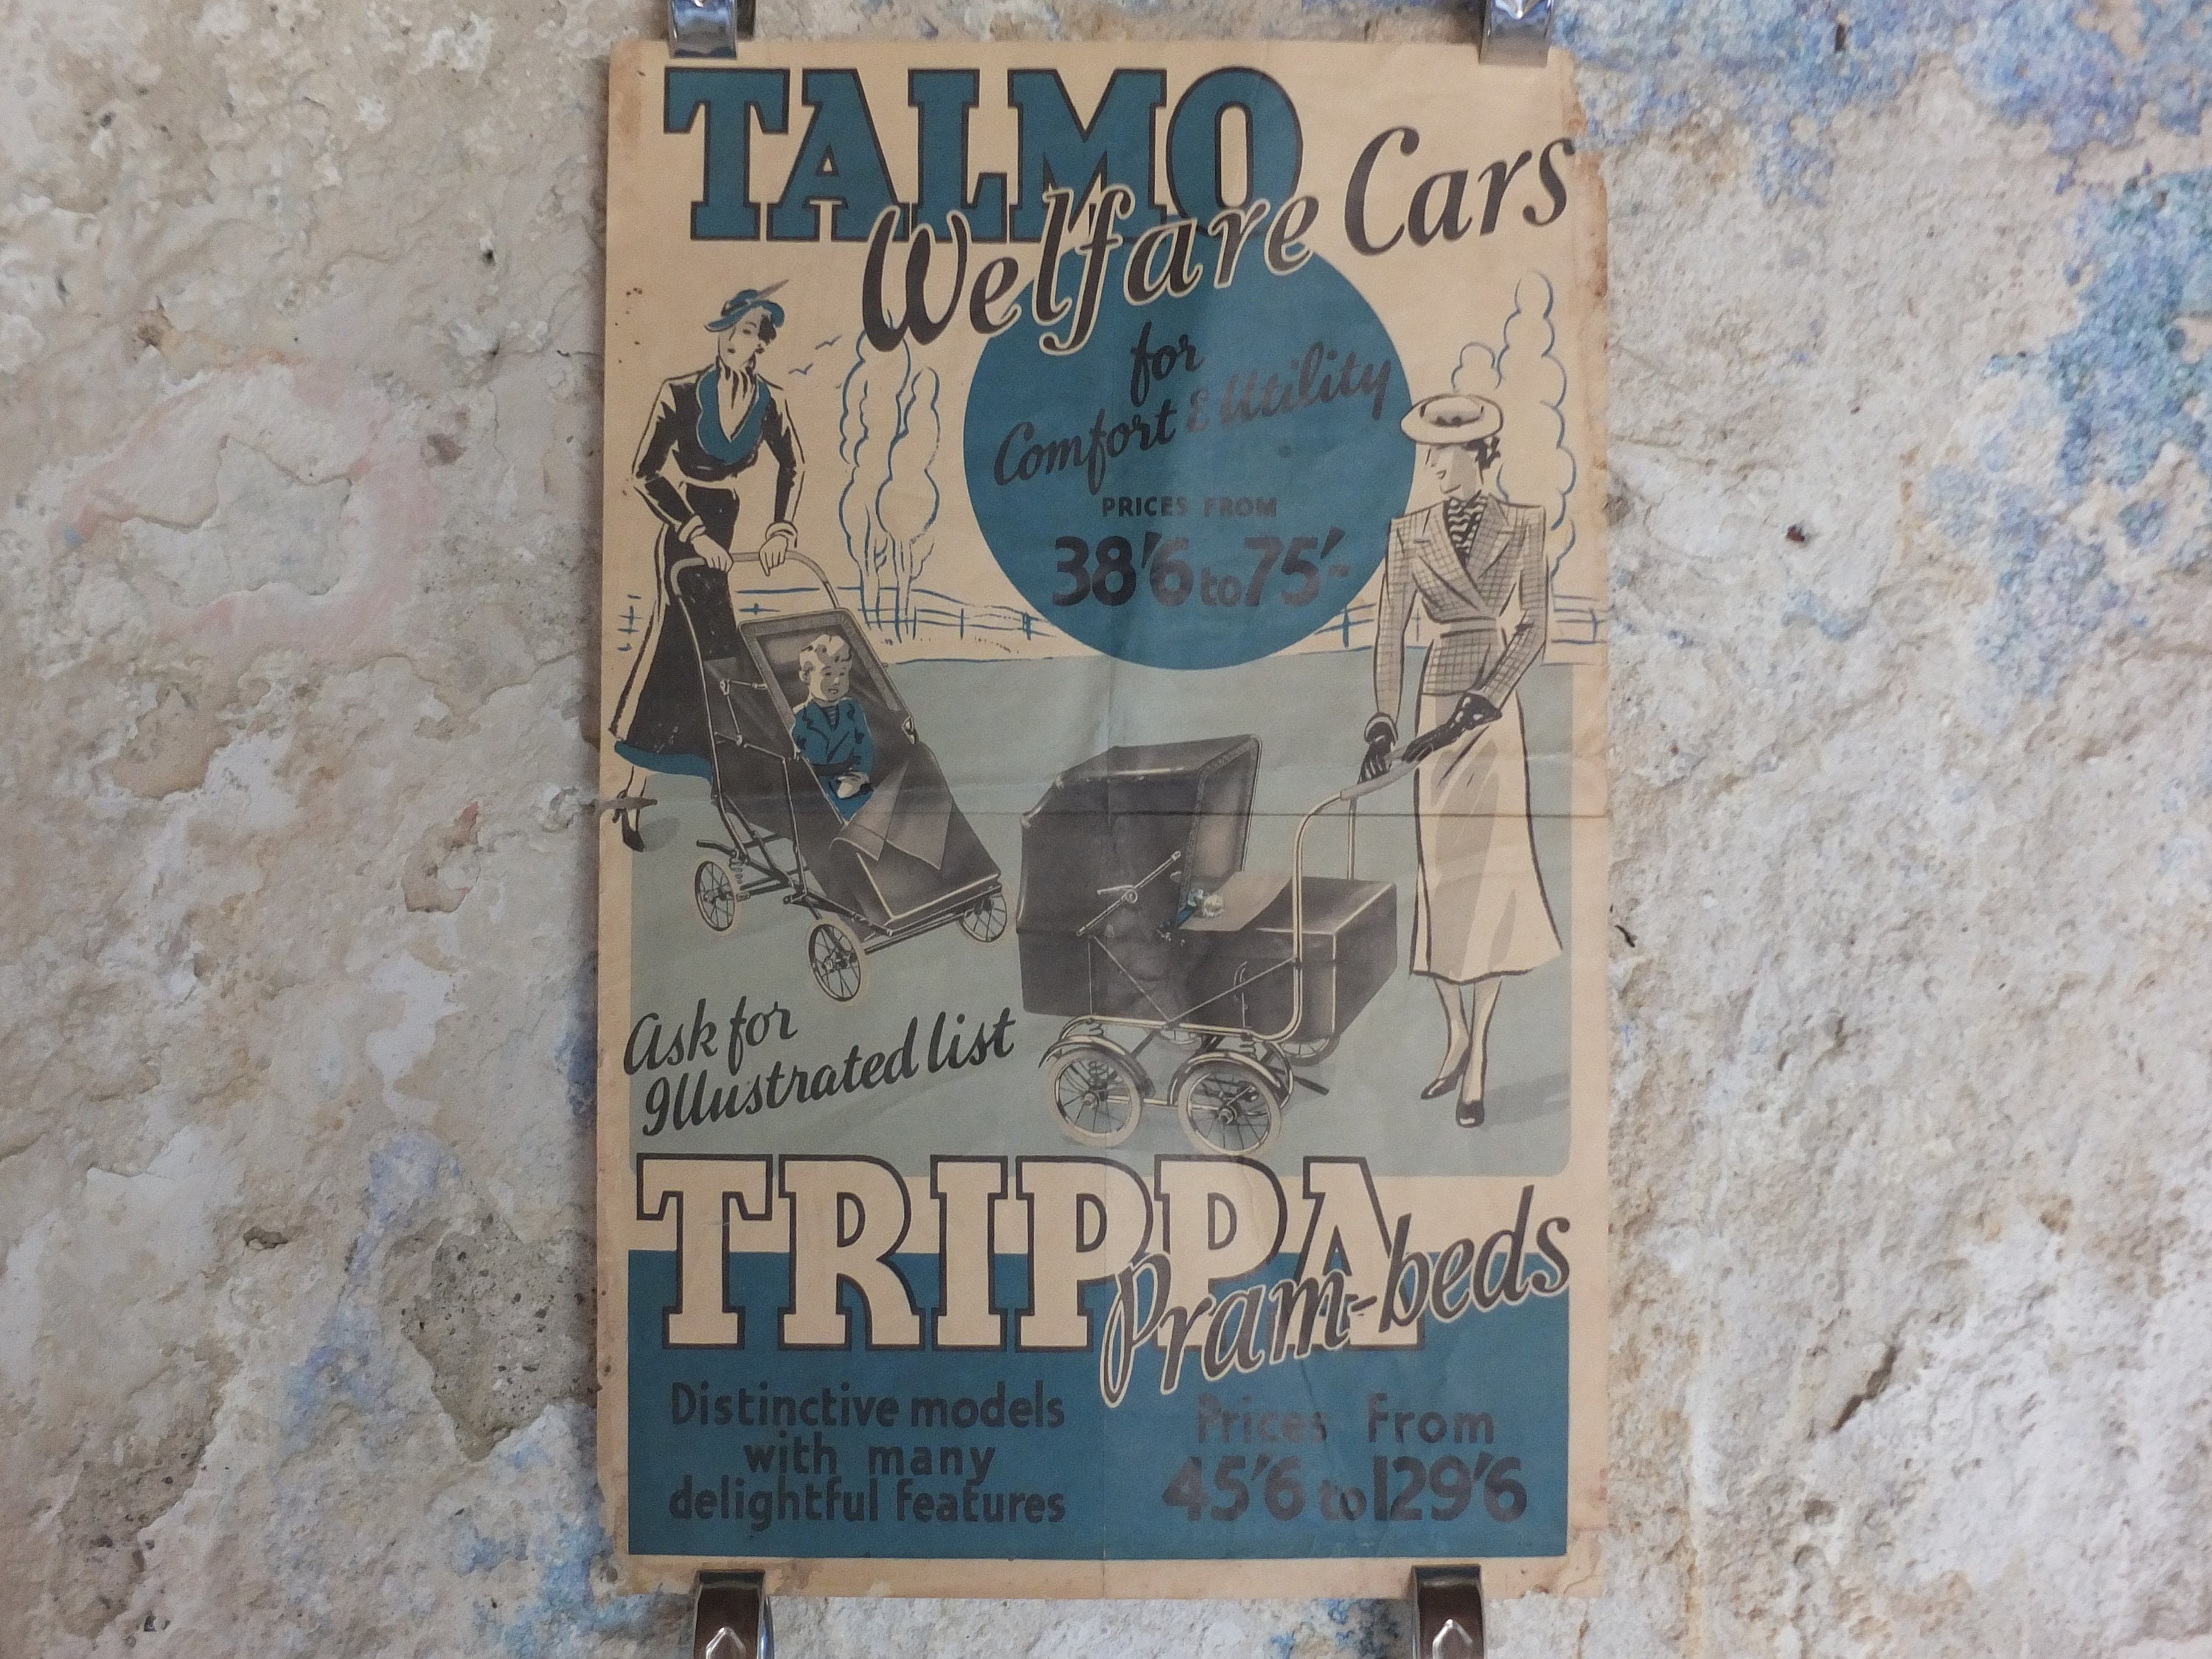 TALMO
Welfare Cars
for
Comfort & Utility
PRICES FROM
38'6 to 75'-
Ask for
Illustrated list
TRIPPA
Pram-beds
Distinctive models
with many
delightful features
Prices From
45'6 to 129'6